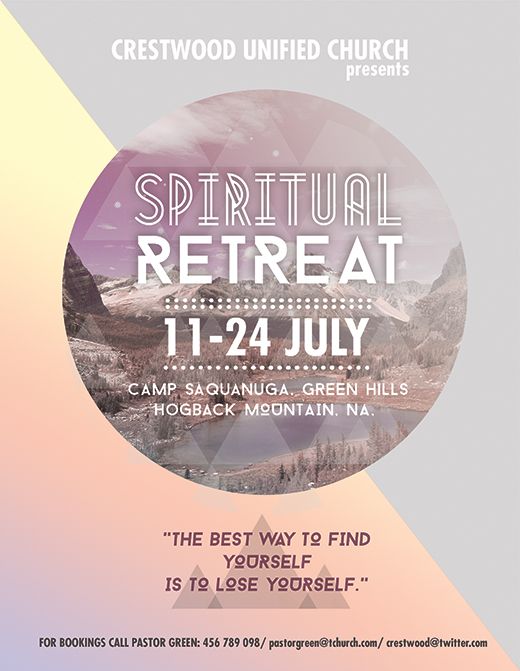 CRESTWOOD UNIFIED CHURCH
presents
SPIRITUAL
RETREAT
11-24 JULY
CAMP SAQUANUGA, GREEN HILLS
HOGBACK MOUNTAIN, NA.
"THE BEST WAY TO FIND
YOURSELF
IS TO LOSE YOURSELF."
FOR BOOKINGS CALL PASTOR GREEN: 456 789 098/ pastorgreen@tchurch.com/ crestwood@twitter.com